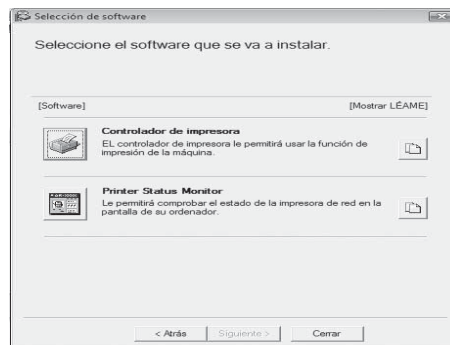 Selección de software
Seleccione el software que se va a instalar.
[Software] [Mostrar LÉAME]
Controlador de impresora
EL controlador de impresora le permitirá usar la función de
impresión de la máquina.
Printer Status Monitor
Le permitirá comprobar el estado de la impresora de red en la
pantalla de su ordenador.
< Atrás Siguiente > Cerrar